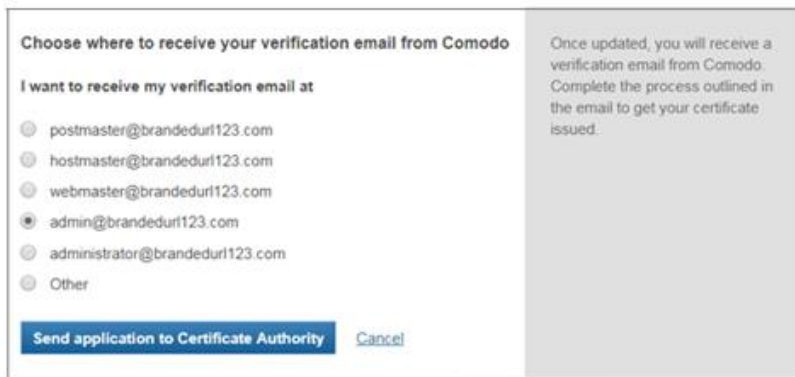 Choose where to receive your verification email from Comodo
I want to receive my verification email at
postmaster@brandedurl123.com
hostmaster@brandedurl123.com
webmaster@brandedurl123.com
admin@brandedurl123.com
administrator@brandedurl123.com
Other
Send application to Certificate Authority
Cancel
Once updated, you will receive a
verification email from Comodo.
Complete the process outlined in
the email to get your certificate
issued.